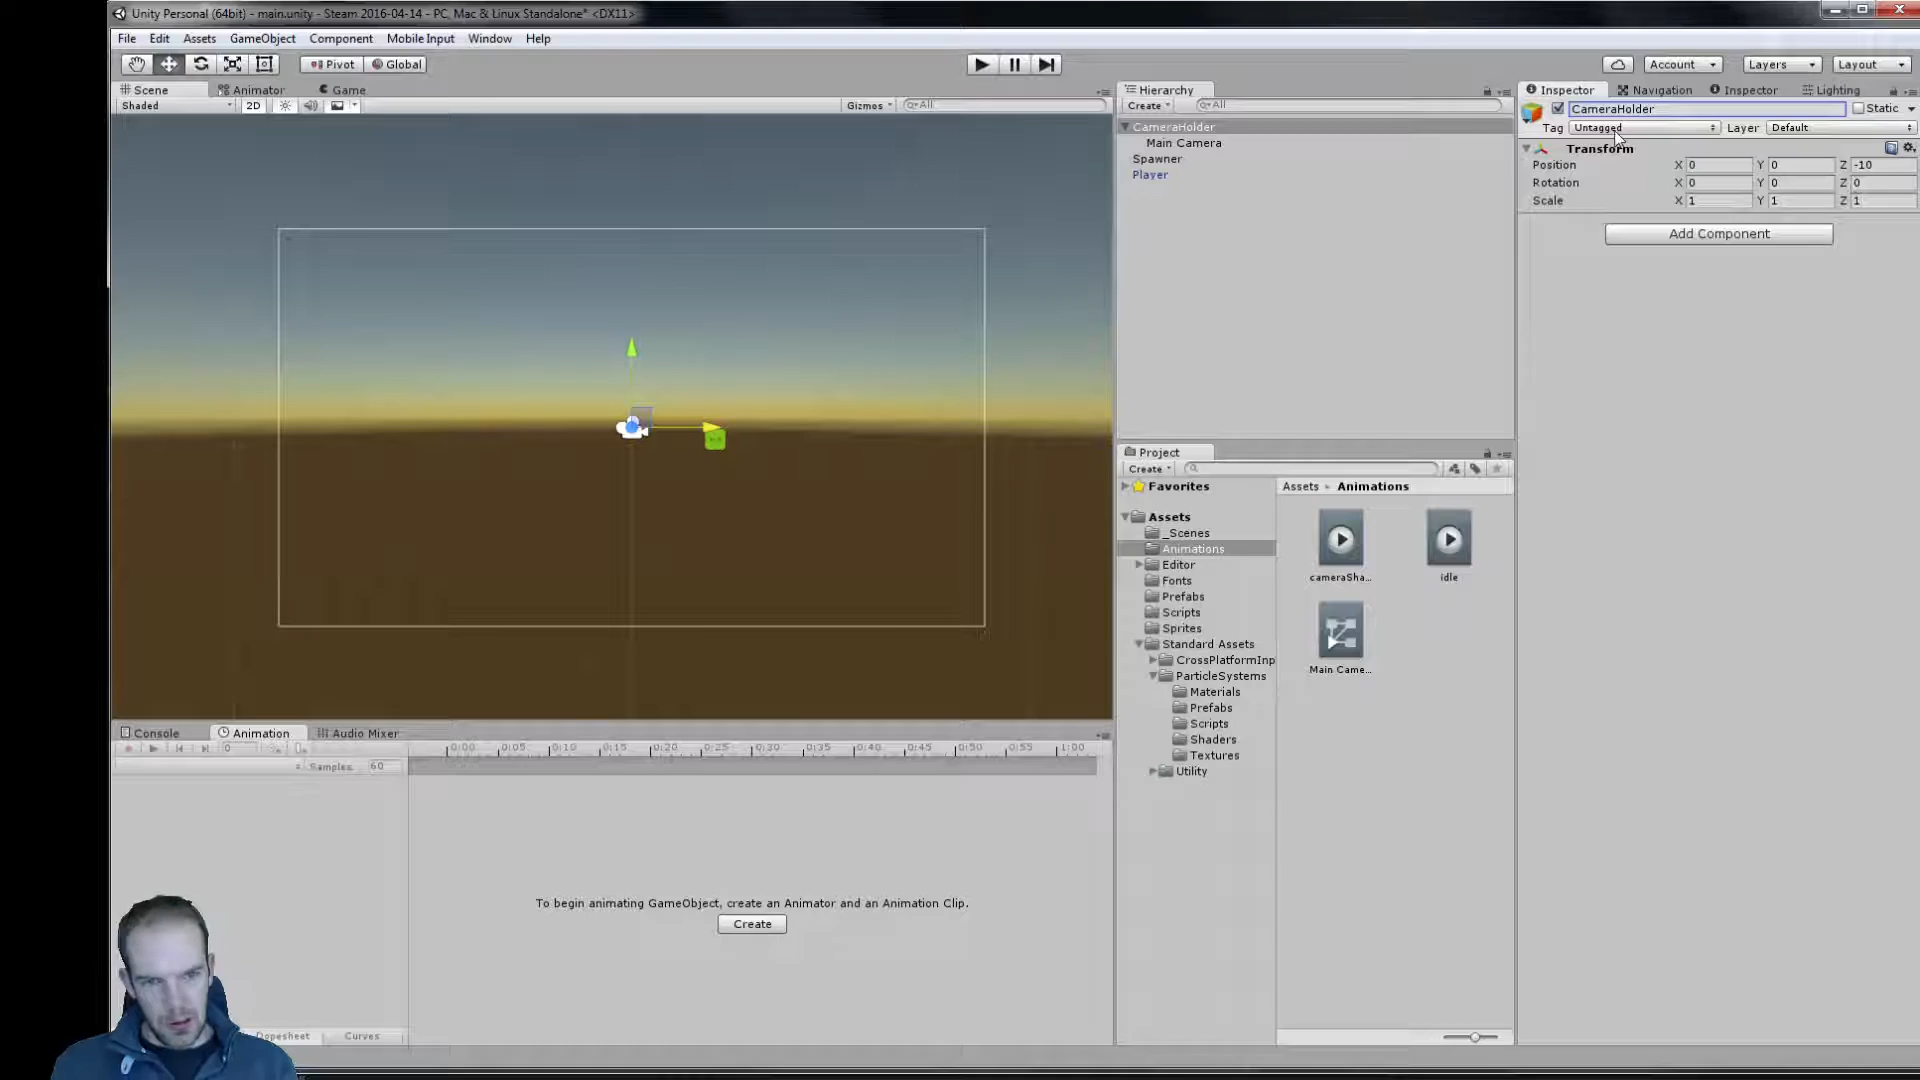 Unity Personal (64bit) - main.unity - Steam 2016-04-14 - PC, Mac & Linux Standalone* <DX11>
File Edit Assets GameObject Component Mobile Input Window Help
Pivot Global Account Layers Layout
Scene Animator Game
Shaded 2D Gizmos All
Hierarchy
Create All
CameraHolder
Main Camera
Spawner
Player
Inspector Navigation Inspector Lighting
CameraHolder Static
Tag Untagged Layer Default
Transform
Position X 0 Y 0 Z -10
Rotation X 0 Y 0 Z 0
Scale X 1 Y 1 Z 1
Add Component
Project
Create
Favorites
Assets
_Scenes
Animations
Editor
Fonts
Prefabs
Scripts
Sprites
Standard Assets
CrossPlatformInp
ParticleSystems
Materials
Prefabs
Scripts
Shaders
Textures
Utility
Assets Animations
cameraSha...
idle
Main Came...
Console Animation Audio Mixer
0 0:00 0:05 0:10 0:15 0:20 0:25 0:30 0:35 0:40 0:45 0:50 0:55 1:00
Samples 60
To begin animating GameObject, create an Animator and an Animation Clip.
Create
Dopesheet Curves